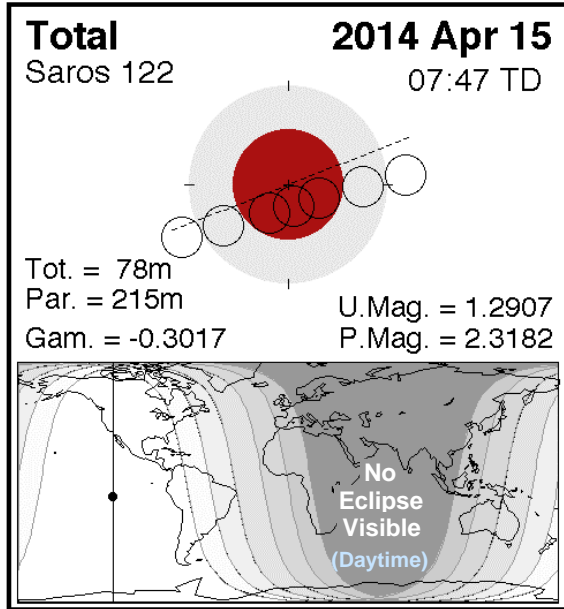 Total 2014 Apr 15
Saros 122 07:47 TD
Tot. = 78m
Par. = 215m U.Mag. = 1.2907
Gam. = -0.3017 P.Mag. = 2.3182
No
Eclipse
Visible
(Daytime)